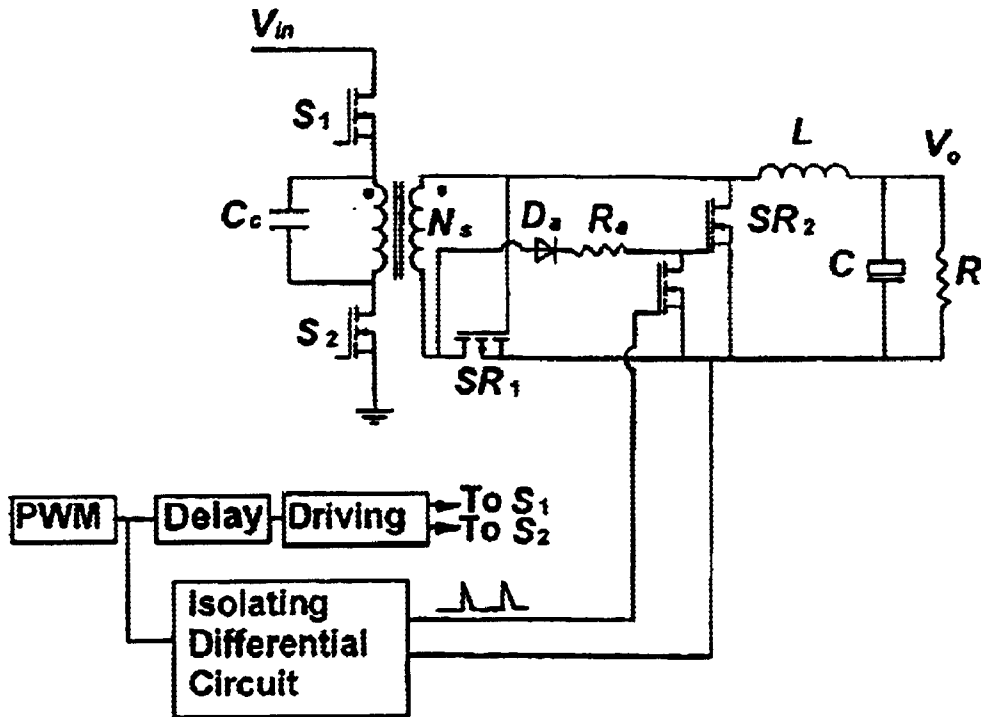 Vin
S1
L
Vo
Cc
Ns
Da
Ra
SR2
C
R
S2
SR1
PWM
Delay
Driving
To S1
To S2
Isolating
Differential
Circuit